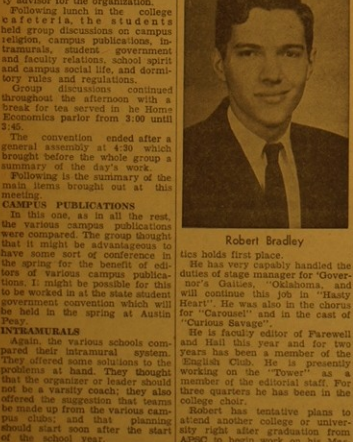 ty advisor for the organization.
Following lunch in the college
cafeteria, the students
held group discussions on campus
religion, campus publications, in-
tramurals, student government
and faculty relations, school spirit
and campus social life, and dormi-
tory rules and regulations.
Group discussions continued
throughout the afternoon with a
break for tea served in he Home
Economics parlor from 3:00 until
3:45.
The convention ended after a
general assembly at 4:30 which
brought before the whole group a
summary of the day's work.
Following is the summary of the
main items brought out at this
meeting.
CAMPUS PUBLICATIONS
In this one, as in all the rest,
the various campus publications
were compared. The group thought
that it might be advantageous to
have some sort of conference in
the spring for the benefit of edi-
tors of various campus publica-
tions. I might be possible for this
to be worked in at the state student
government convention which will
be held in the spring at Austin
Peay.
INTRAMURALS
Again, the various schools com-
pared their intramural system.
They offered some solutions to the
problems at hand. They thought
that the organizer or leader should
not be a varsity coach; they also
offered the suggestion that teams
be made up from the various cam-
pus clubs; and that planning
should start soon after the start
of the school year.
Robert Bradley
tics holds first place.
He has very capably handled the
duties of stage manager for "Gover-
nor's Gaities, "Oklahoma, and
will continue this job in "Hasty
Heart". He was also in the chorus
for "Carousel" and in the cast of
"Curious Savage".
He is faculty editor of Farewell
and Hail this year and for two
years has been a member of the
English Club. He is presently
working on the "Tower" as a
member of the editorial staff. For
three quarters he has been in the
college choir.
Robert has tentative plans to
attend another college or univer-
sity right after graduation from
APSC to begin work